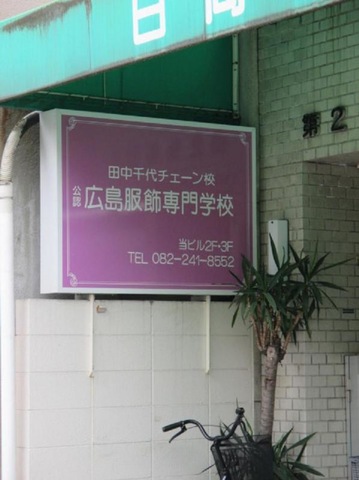 第2
田中千代チェーン校
公認
広島服飾専門学校
当ビル2F・3F
TEL 082-241-8552